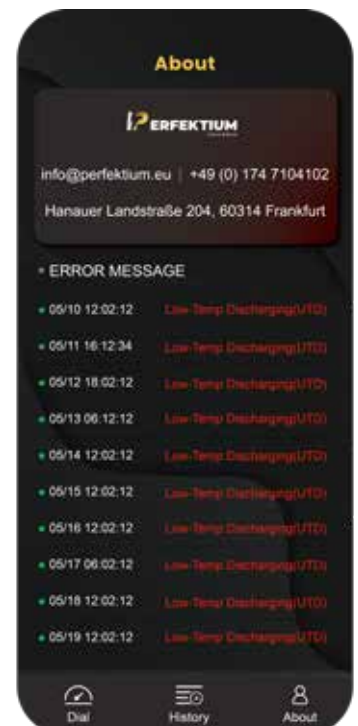 About
PERFEKTIUM
info@perfektium.eu | +49 (0) 174 7104102
Hanauer Landstraße 204, 60314 Frankfurt
ERROR MESSAGE
05/10 12:02:12 Low-Temp Discharging(UTD)
05/11 16:12:34 Low-Temp Discharging(UTD)
05/12 18:02:12 Low-Temp Discharging(UTD)
05/13 06:12:12 Low-Temp Discharging(UTD)
05/14 12:02:12 Low-Temp Discharging(UTD)
05/15 12:02:12 Low-Temp Discharging(UTD)
05/16 12:02:12 Low-Temp Discharging(UTD)
05/17 06:02:12 Low-Temp Discharging(UTD)
05/18 12:02:12 Low-Temp Discharging(UTD)
05/19 12:02:12 Low-Temp Discharging(UTD)
Dial History About